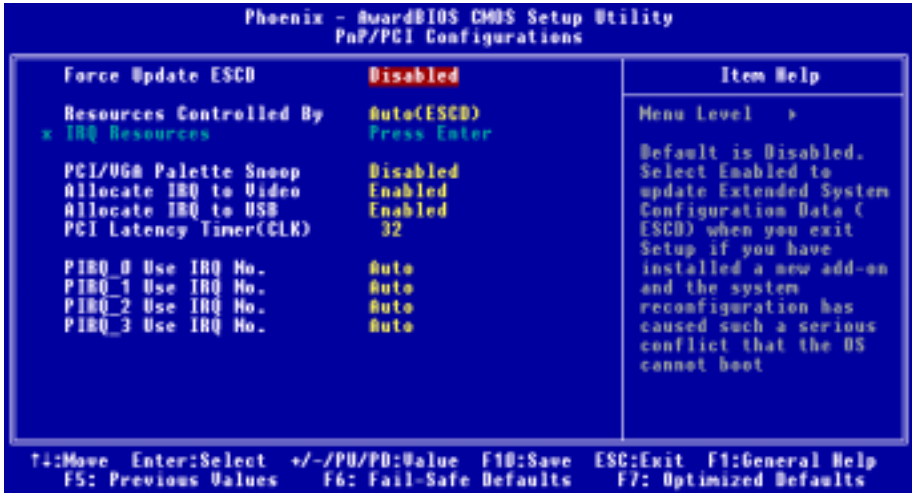 Phoenix - AwardBIOS CMOS Setup Utility
PnP/PCI Configurations
Force Update ESCD Disabled
Resources Controlled By Auto(ESCD)
x IRQ Resources Press Enter
PCI/VGA Palette Snoop Disabled
Allocate IRQ to Video Enabled
Allocate IRQ to USB Enabled
PCI Latency Timer(CLK) 32
PIRQ_0 Use IRQ No. Auto
PIRQ_1 Use IRQ No. Auto
PIRQ_2 Use IRQ No. Auto
PIRQ_3 Use IRQ No. Auto
Item Help
Menu Level ▸
Default is Disabled.
Select Enabled to
update Extended System
Configuration Data (
ESCD) when you exit
Setup if you have
installed a new add-on
and the system
reconfiguration has
caused such a serious
conflict that the OS
cannot boot
↑↓:Move Enter:Select +/-/PU/PD:Value F10:Save ESC:Exit F1:General Help
F5: Previous Values F6: Fail-Safe Defaults F7: Optimized Defaults